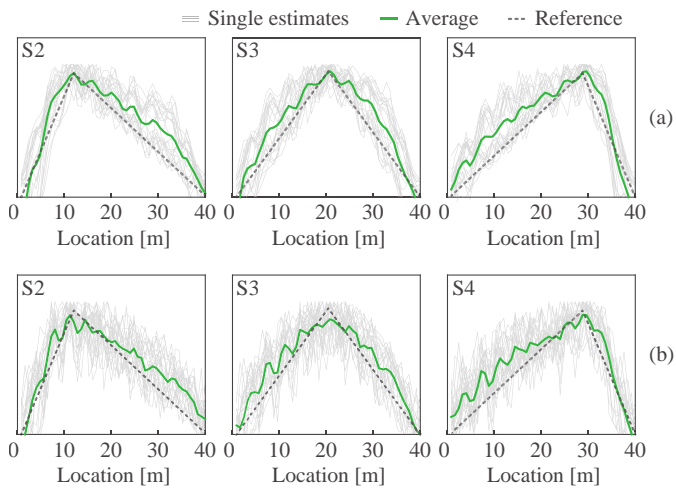 Single estimates Average Reference
S2 S3 S4
(a)
0 10 20 30 40 0 10 20 30 40 0 10 20 30 40
Location [m] Location [m] Location [m]
S2 S3 S4
(b)
0 10 20 30 40 0 10 20 30 40 0 10 20 30 40
Location [m] Location [m] Location [m]